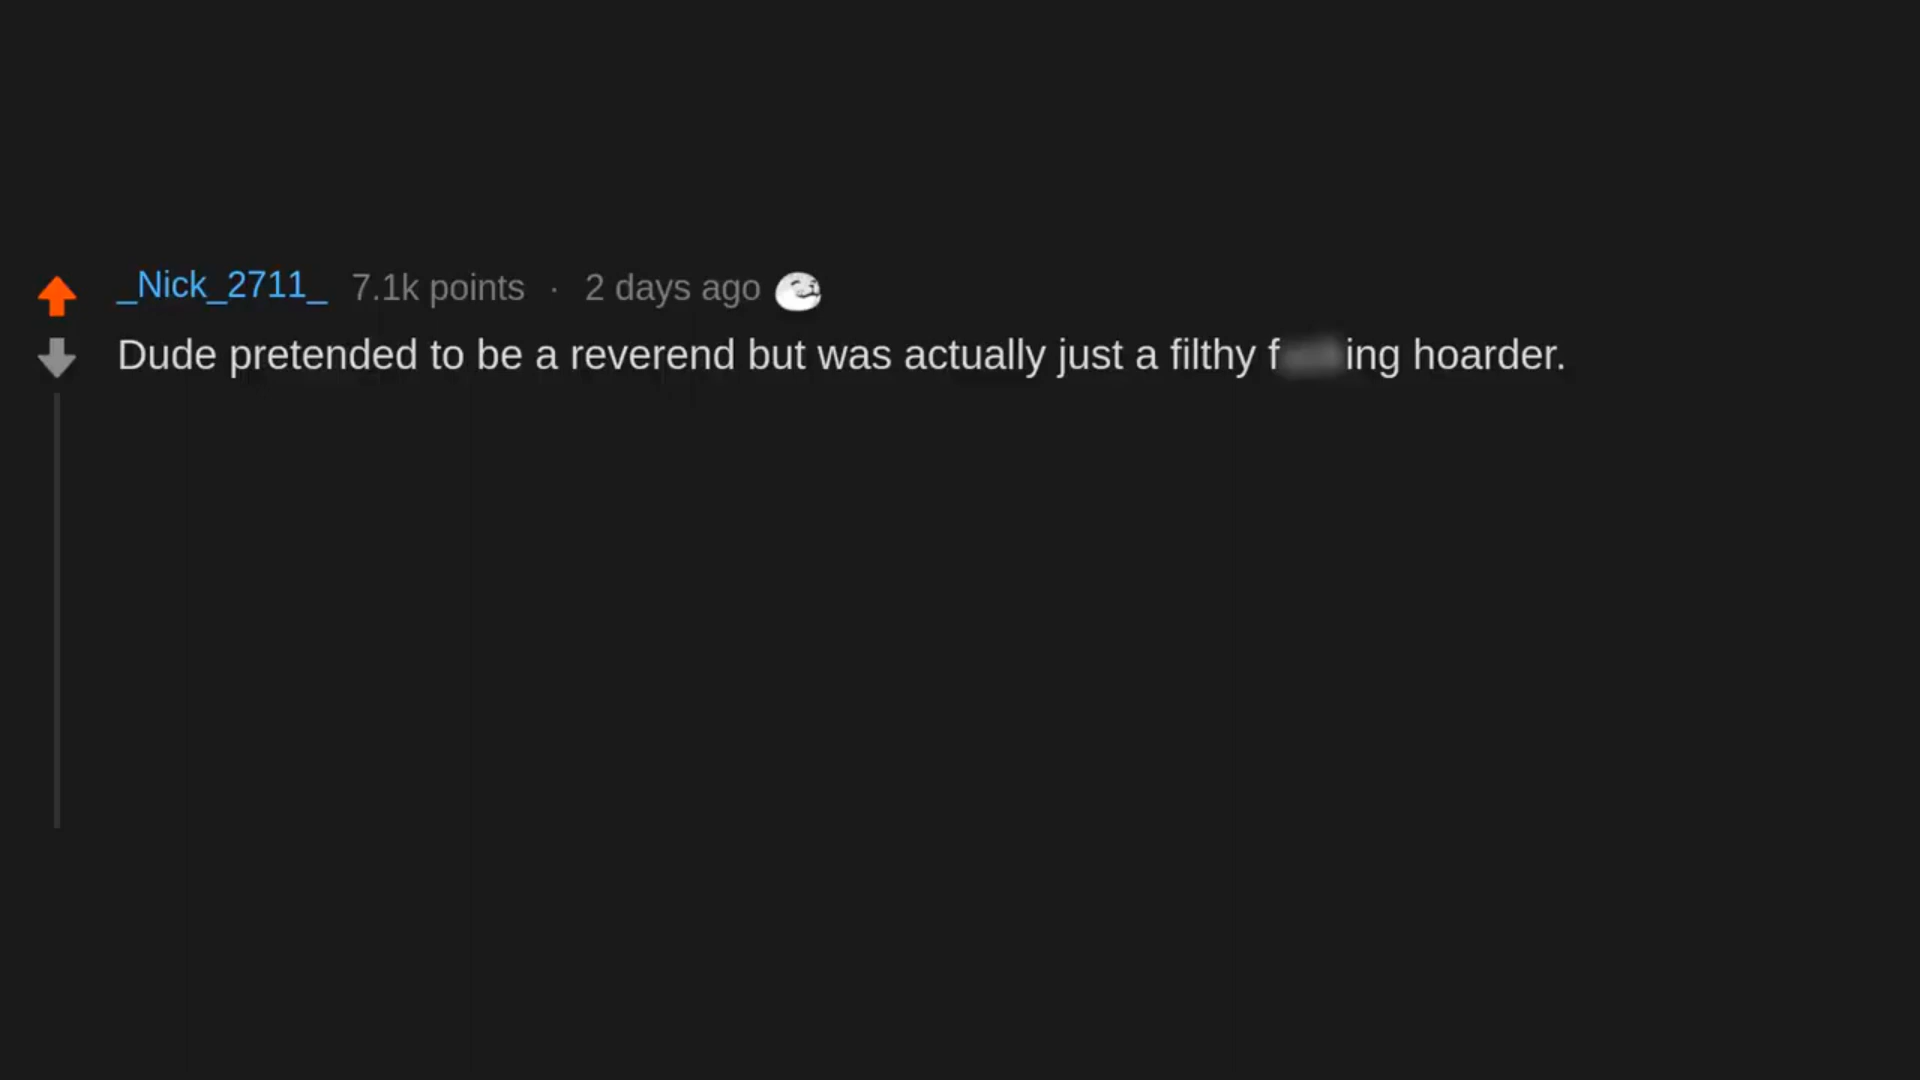 _Nick_2711_ 7.1k points · 2 days ago
Dude pretended to be a reverend but was actually just a filthy f ing hoarder.